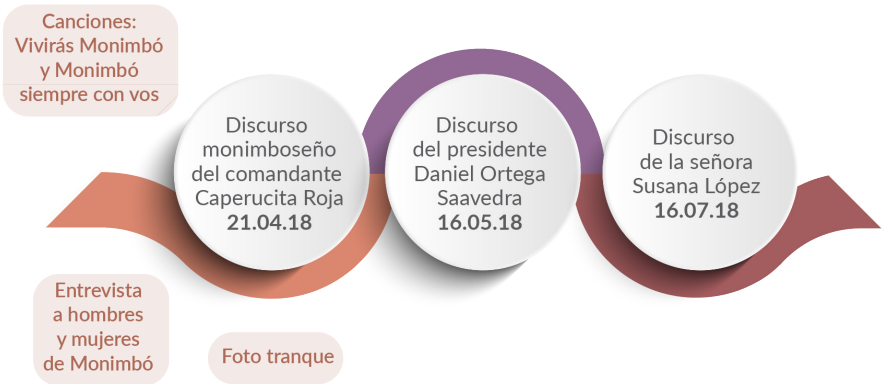 Canciones:
Vivirás Monimbó
y Monimbó
siempre con vos
Discurso
monimboseño
del comandante
Caperucita Roja
21.04.18
Discurso
del presidente
Daniel Ortega
Saavedra
16.05.18
Discurso
de la señora
Susana López
16.07.18
Entrevista
a hombres
y mujeres
de Monimbó
Foto tranque